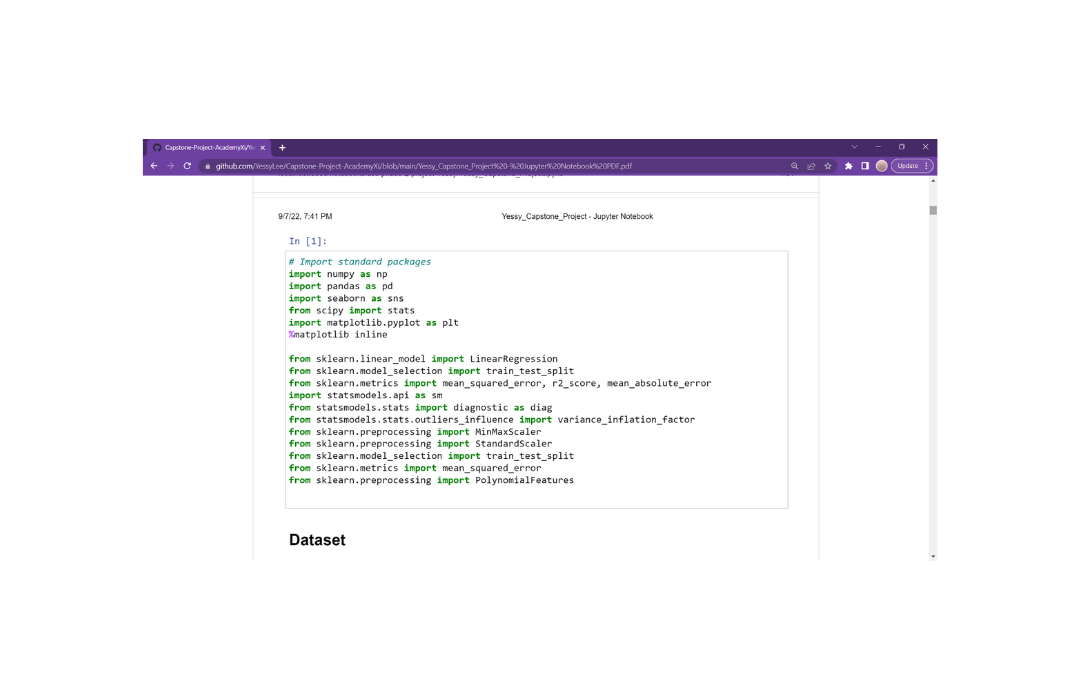 Capstone-Project-AcademyXi/Yes
github.com/YessyLee/Capstone-Project-AcademyXi/blob/main/Yessy_Capstone_Project%20-%20Jupyter%20Notebook%20PDF.pdf
Update
9/7/22, 7:41 PM Yessy_Capstone_Project - Jupyter Notebook
In [1]:
# Import standard packages
import numpy as np
import pandas as pd
import seaborn as sns
from scipy import stats
import matplotlib.pyplot as plt
%matplotlib inline
from sklearn.linear_model import LinearRegression
from sklearn.model_selection import train_test_split
from sklearn.metrics import mean_squared_error, r2_score, mean_absolute_error
import statsmodels.api as sm
from statsmodels.stats import diagnostic as diag
from statsmodels.stats.outliers_influence import variance_inflation_factor
from sklearn.preprocessing import MinMaxScaler
from sklearn.preprocessing import StandardScaler
from sklearn.model_selection import train_test_split
from sklearn.metrics import mean_squared_error
from sklearn.preprocessing import PolynomialFeatures
Dataset